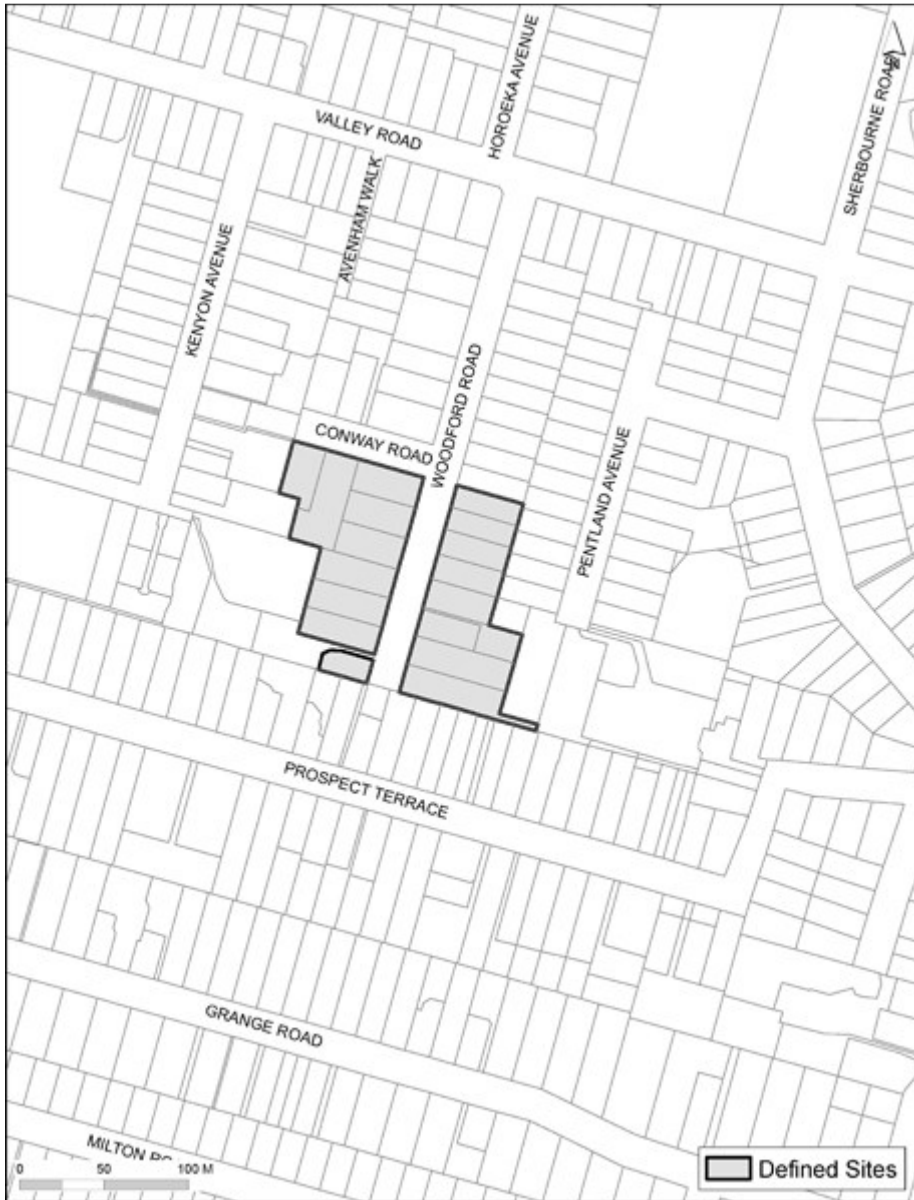 HOROEKA AVENUE
VALLEY ROAD
SHERBOURNE ROAD
AVENHAM WALK
KENYON AVENUE
WOODFORD ROAD
CONWAY ROAD
PENTLAND AVENUE
PROSPECT TERRACE
GRANGE ROAD
MILTON
0 50 100 M
Defined Sites